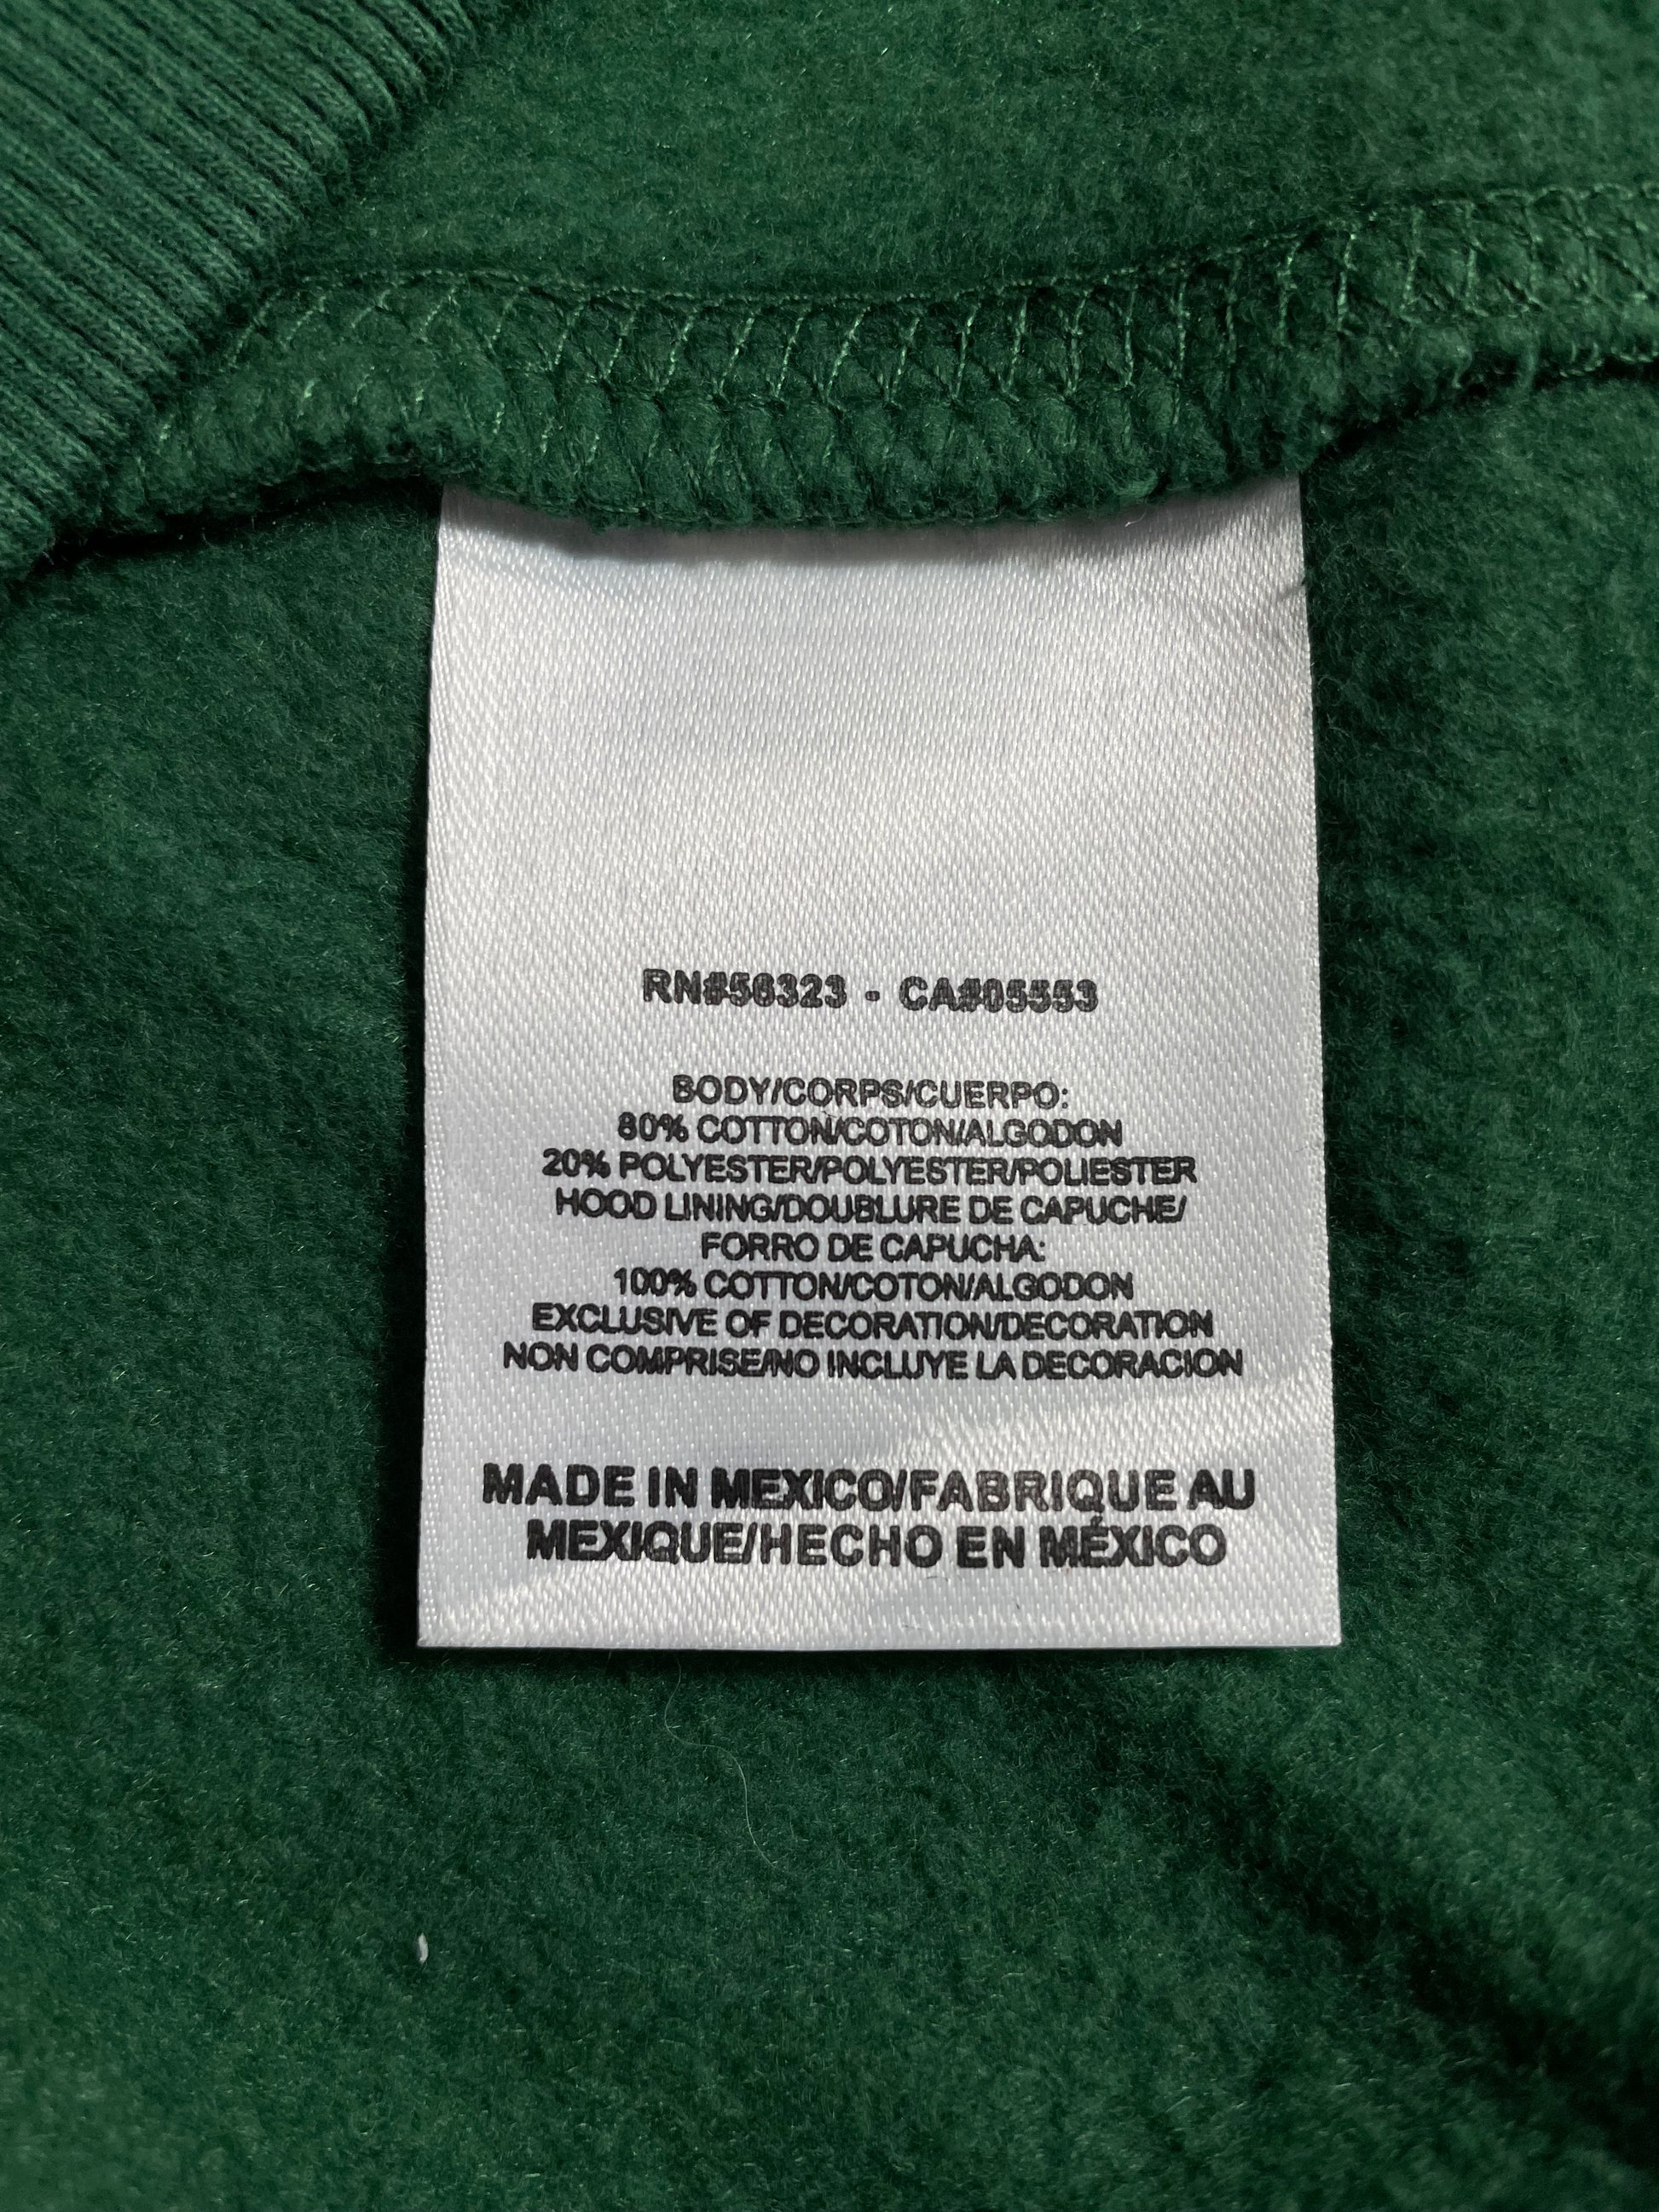 RN#56323 - CA#05553
BODY/CORPS/CUERPO:
80% COTTON/COTON/ALGODON
20% POLYESTER/POLYESTER/POLIESTER
HOOD LINING/DOUBLURE DE CAPUCHE/
FORRO DE CAPUCHA:
100% COTTON/COTON/ALGODON
EXCLUSIVE OF DECORATION/DECORATION
NON COMPRISE/NO INCLUYE LA DECORACION
MADE IN MEXICO/FABRIQUE AU
MEXIQUE/HECHO EN MÉXICO